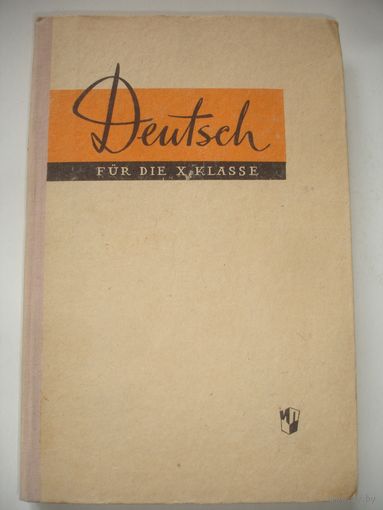 Deutsch
FÜR DIE X. KLASSE